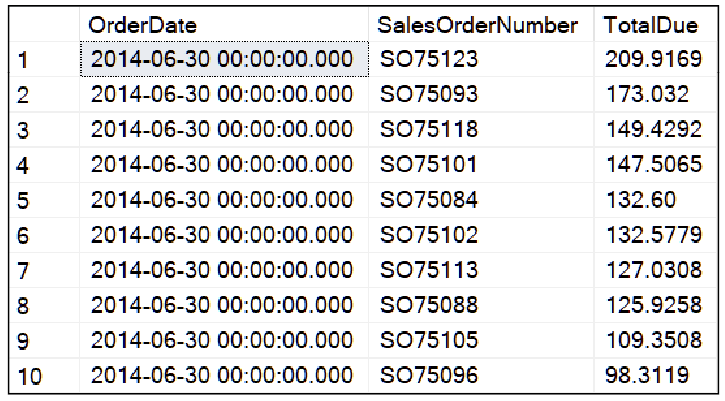 OrderDate SalesOrderNumber TotalDue
1 2014-06-30 00:00:00.000 SO75123 209.9169
2 2014-06-30 00:00:00.000 SO75093 173.032
3 2014-06-30 00:00:00.000 SO75118 149.4292
4 2014-06-30 00:00:00.000 SO75101 147.5065
5 2014-06-30 00:00:00.000 SO75084 132.60
6 2014-06-30 00:00:00.000 SO75102 132.5779
7 2014-06-30 00:00:00.000 SO75113 127.0308
8 2014-06-30 00:00:00.000 SO75088 125.9258
9 2014-06-30 00:00:00.000 SO75105 109.3508
10 2014-06-30 00:00:00.000 SO75096 98.3119